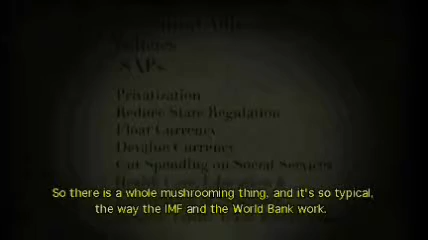 SAPs
Privatization
Reduce State Regulation
Float Currency
Devalue Currency
Cut Spending on Social Services
So there is a whole mushrooming thing, and it's so typical,
the way the IMF and the World Bank work.